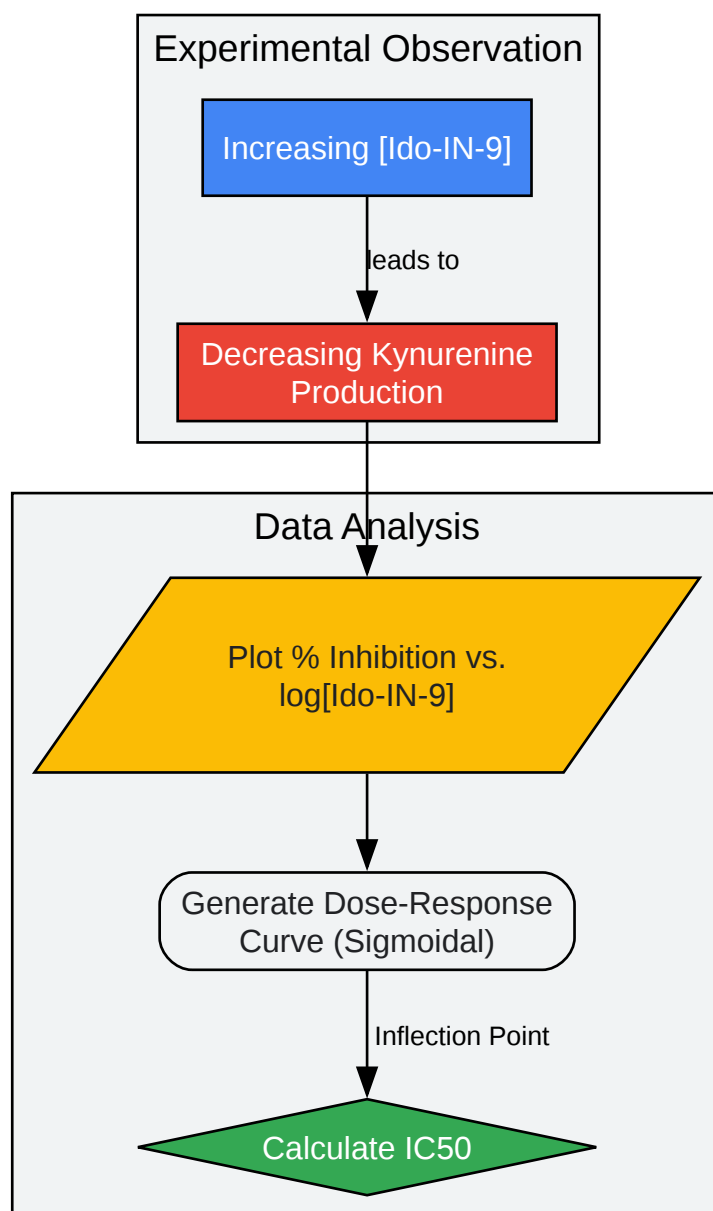 Experimental Observation
Increasing [Ido-IN-9]
leads to
Decreasing Kynurenine
Production
Data Analysis
Plot % Inhibition vs.
log[Ido-IN-9]
Generate Dose-Response
Curve (Sigmoidal)
Inflection Point
Calculate IC50